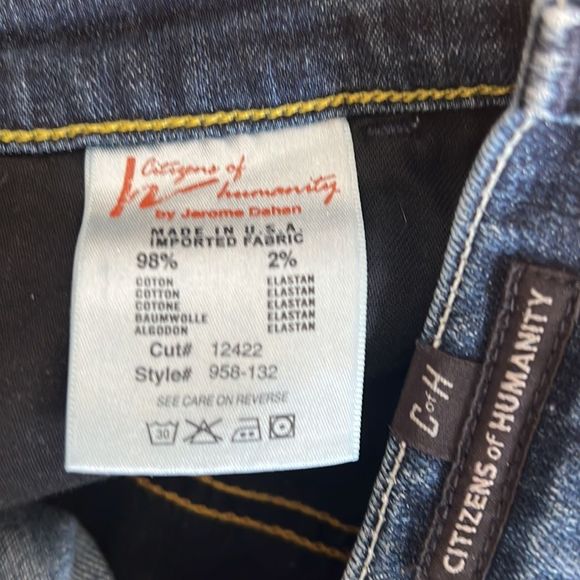 Citizens of
humanity
by Jerome Dahan
MADE IN U.S.A.
IMPORTED FABRIC
98% 2%
COTON ELASTAN
COTTON ELASTAN
COTONE ELASTAN
BAUMWOLLE ELASTAN
ALGODON ELASTAN
Cut# 12422
Style# 958-132
SEE CARE ON REVERSE
30
C of H
CITIZENS of HUMANITY